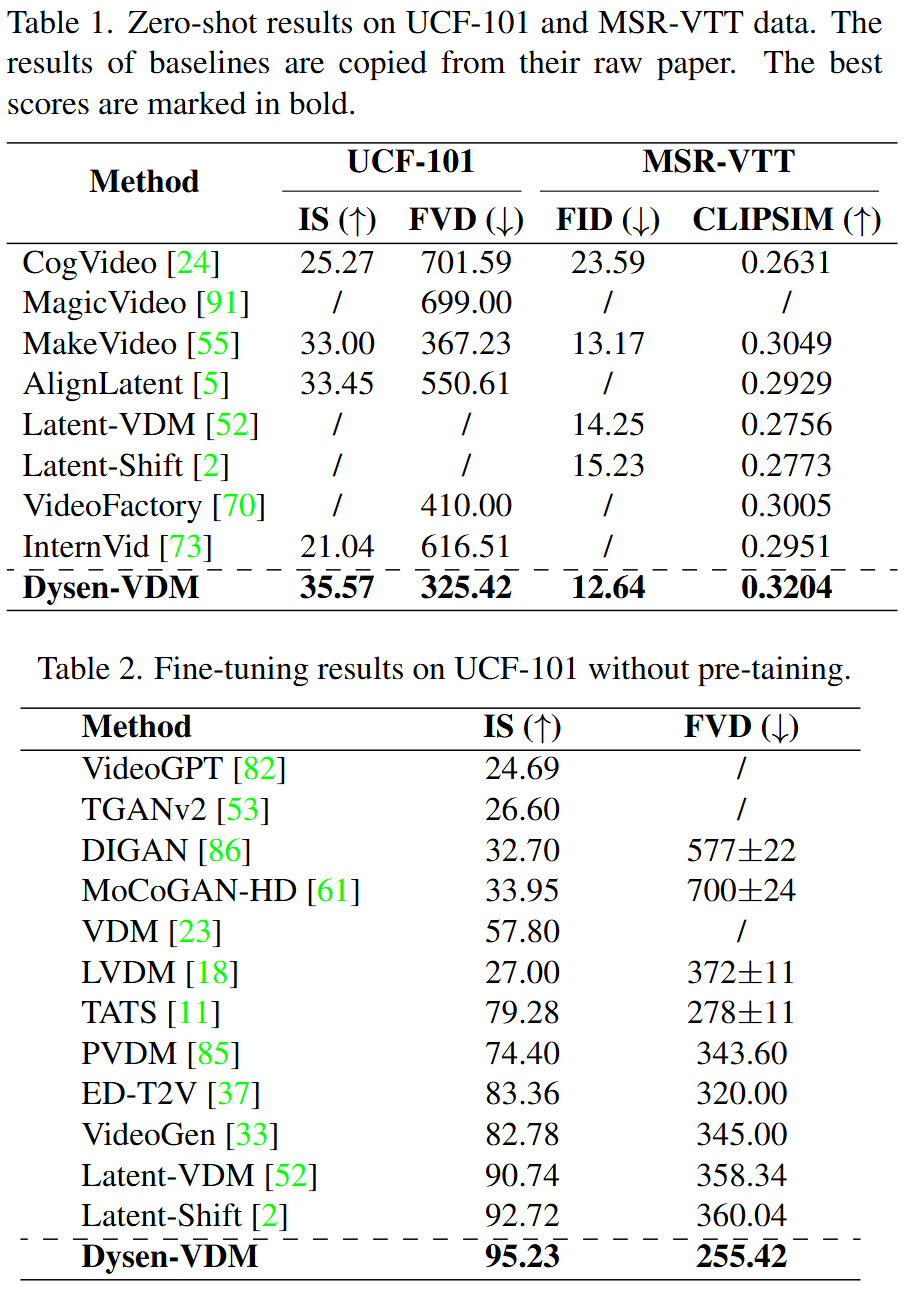 Table 1. Zero-shot results on UCF-101 and MSR-VTT data. The
results of baselines are copied from their raw paper. The best
scores are marked in bold.
Method UCF-101 MSR-VTT
IS (↑) FVD (↓) FID (↓) CLIPSIM (↑)
CogVideo [24] 25.27 701.59 23.59 0.2631
MagicVideo [91] / 699.00 / /
MakeVideo [55] 33.00 367.23 13.17 0.3049
AlignLatent [5] 33.45 550.61 / 0.2929
Latent-VDM [52] / / 14.25 0.2756
Latent-Shift [2] / / 15.23 0.2773
VideoFactory [70] / 410.00 / 0.3005
InternVid [73] 21.04 616.51 / 0.2951
Dysen-VDM 35.57 325.42 12.64 0.3204
Table 2. Fine-tuning results on UCF-101 without pre-taining.
Method IS (↑) FVD (↓)
VideoGPT [82] 24.69 /
TGANv2 [53] 26.60 /
DIGAN [86] 32.70 577±22
MoCoGAN-HD [61] 33.95 700±24
VDM [23] 57.80 /
LVDM [18] 27.00 372±11
TATS [11] 79.28 278±11
PVDM [85] 74.40 343.60
ED-T2V [37] 83.36 320.00
VideoGen [33] 82.78 345.00
Latent-VDM [52] 90.74 358.34
Latent-Shift [2] 92.72 360.04
Dysen-VDM 95.23 255.42